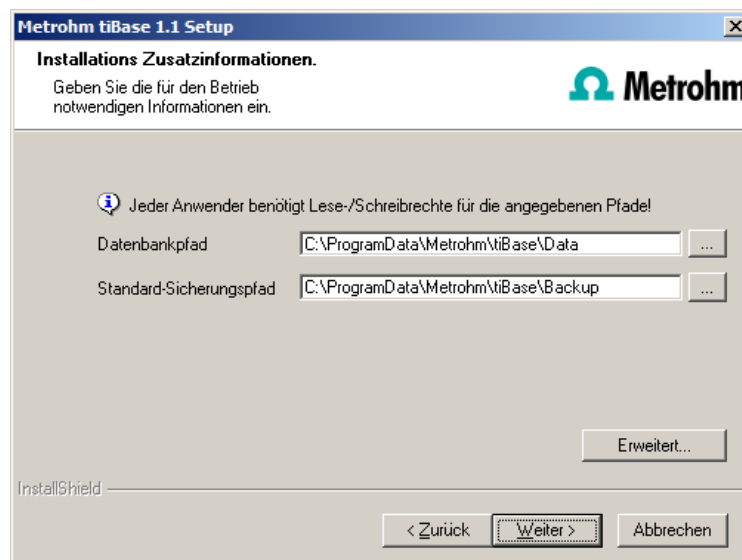 Metrohm tiBase 1.1 Setup
Installations Zusatzinformationen.
Geben Sie die für den Betrieb
notwendigen Informationen ein.
Metrohm
Jeder Anwender benötigt Lese-/Schreibrechte für die angegebenen Pfade!
Datenbankpfad C:\ProgramData\Metrohm\tiBase\Data ...
Standard-Sicherungspfad C:\ProgramData\Metrohm\tiBase\Backup ...
Erweitert...
InstallShield
< Zurück Weiter > Abbrechen